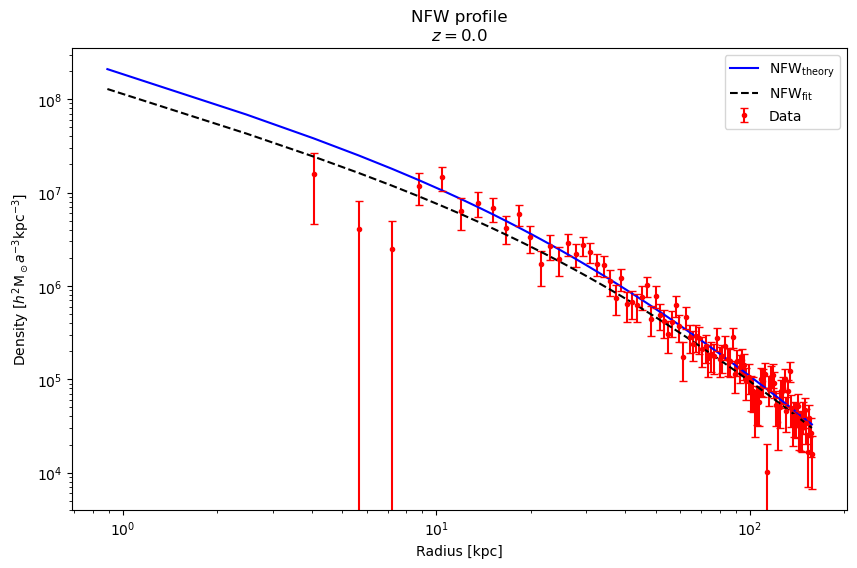 NFW profile
z = 0.0
NFW_theory
NFW_fit
Data
Density [h^2 M_⊙ a^−3 kpc^−3]
10^8
10^7
10^6
10^5
10^4
10^0
10^1
10^2
Radius [kpc]